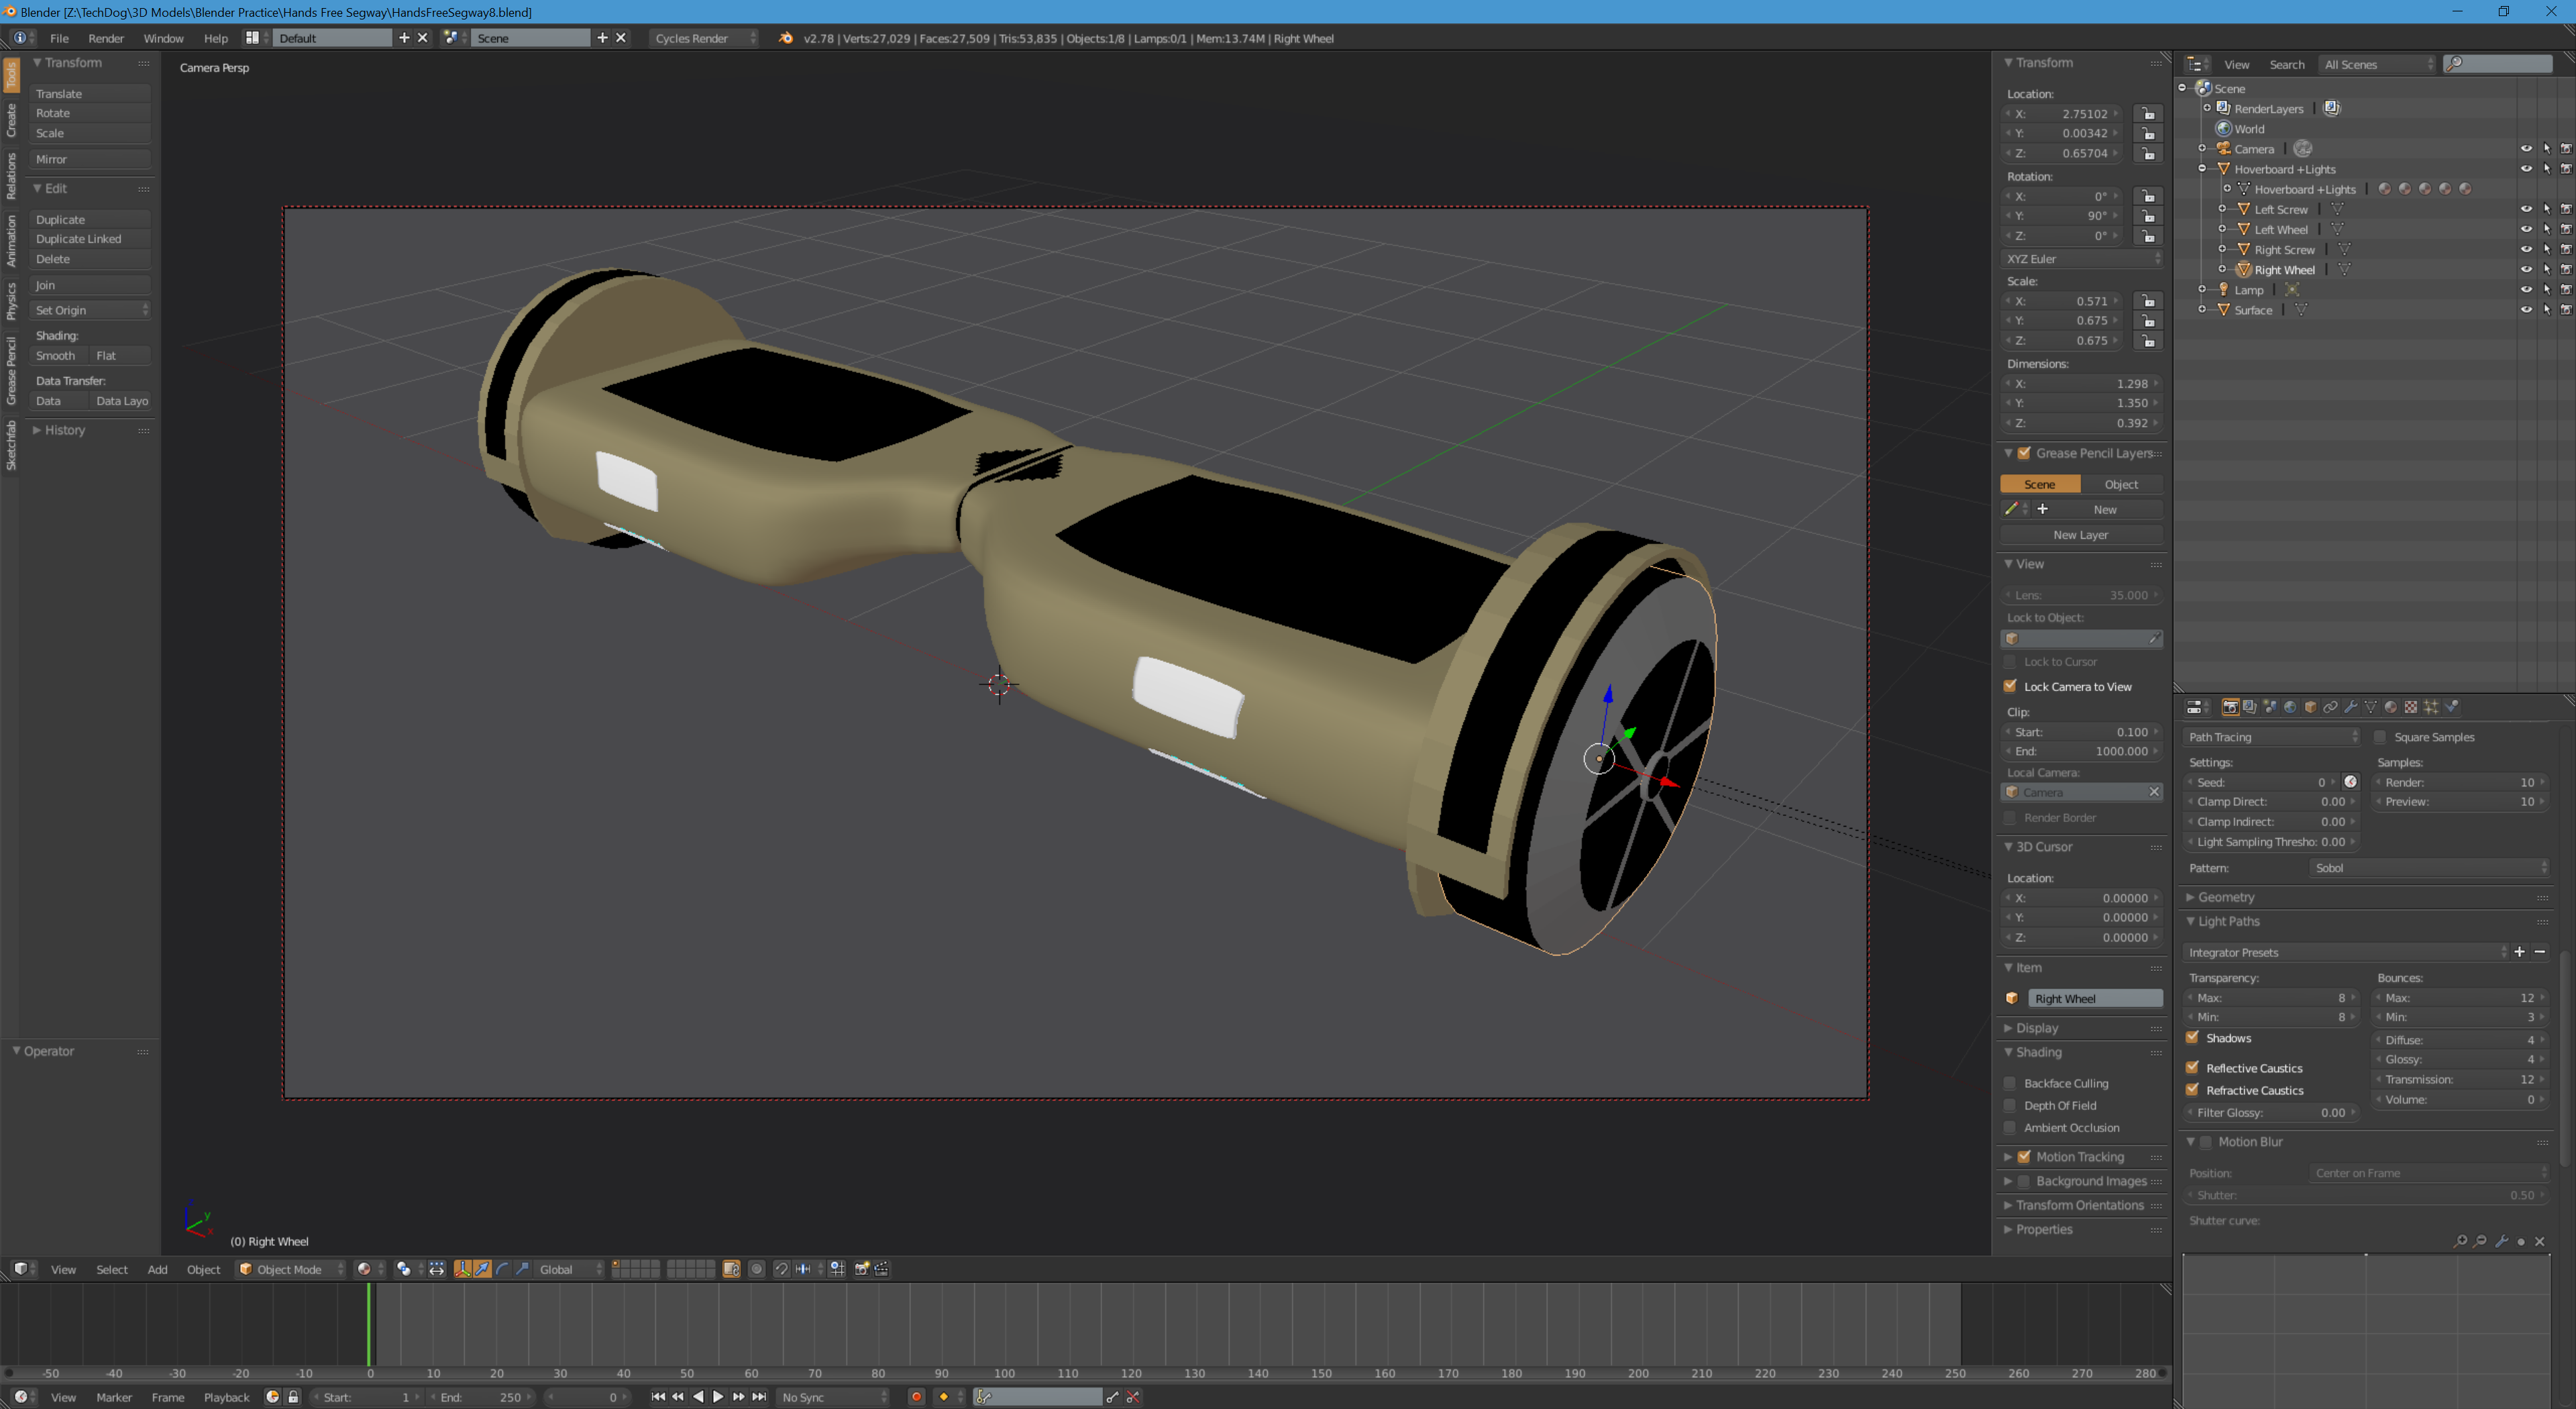 Blender [Z:\TechDog\3D Models\Blender Practice\Hands Free Segway\HandsFreeSegway8.blend]
File Render Window Help Default Scene Cycles Render v2.78 | Verts:27,029 | Faces:27,509 | Tris:53,835 | Objects:1/8 | Lamps:0/1 | Mem:13.74M | Right Wheel
Tools
Create
Relations
Animation
Physics
Grease Pencil
Sketchfab
Transform
Translate
Rotate
Scale
Mirror
Edit
Duplicate
Duplicate Linked
Delete
Join
Set Origin
Shading:
Smooth Flat
Data Transfer:
Data Data Layo
History
Operator
Camera Persp
(0) Right Wheel
Transform
Location:
X: 2.75102
Y: 0.00342
Z: 0.65704
Rotation:
X: 0°
Y: 90°
Z: 0°
XYZ Euler
Scale:
X: 0.571
Y: 0.675
Z: 0.675
Dimensions:
X: 1.298
Y: 1.350
Z: 0.392
Grease Pencil Layers
Scene Object
New
New Layer
View
Lens: 35.000
Lock to Object:
Lock to Cursor
Lock Camera to View
Clip:
Start: 0.100
End: 1000.000
Local Camera:
Camera
Render Border
3D Cursor
Location:
X: 0.00000
Y: 0.00000
Z: 0.00000
Item
Right Wheel
Display
Shading
Backface Culling
Depth Of Field
Ambient Occlusion
Motion Tracking
Background Images
Transform Orientations
Properties
View Search All Scenes
Scene
RenderLayers
World
Camera
Hoverboard +Lights
Hoverboard +Lights
Left Screw
Left Wheel
Right Screw
Right Wheel
Lamp
Surface
Path Tracing Square Samples
Settings: Samples:
Seed: 0 Render: 10
Clamp Direct: 0.00 Preview: 10
Clamp Indirect: 0.00
Light Sampling Thresho: 0.00
Pattern: Sobol
Geometry
Light Paths
Integrator Presets
Transparency: Bounces:
Max: 8 Max: 12
Min: 8 Min: 3
Shadows Diffuse: 4
Reflective Caustics Glossy: 4
Refractive Caustics Transmission: 12
Filter Glossy: 0.00 Volume: 0
Motion Blur
Position: Center on Frame
Shutter: 0.50
Shutter curve:
View Select Add Object Object Mode Global
-50 -40 -30 -20 -10 0 10 20 30 40 50 60 70 80 90 100 110 120 130 140 150 160 170 180 190 200 210 220 230 240 250 260 270 280
View Marker Frame Playback Start: 1 End: 250 0 No Sync